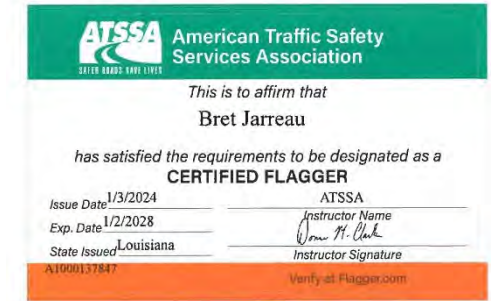 ATSSA
SAFER ROADS SAVE LIVES
American Traffic Safety
Services Association
This is to affirm that
Bret Jarreau
has satisfied the requirements to be designated as a
CERTIFIED FLAGGER
Issue Date 1/3/2024
ATSSA
Instructor Name
Exp. Date 1/2/2028
State Issued Louisiana
Instructor Signature
A1000137847
Verify at Flagger.com